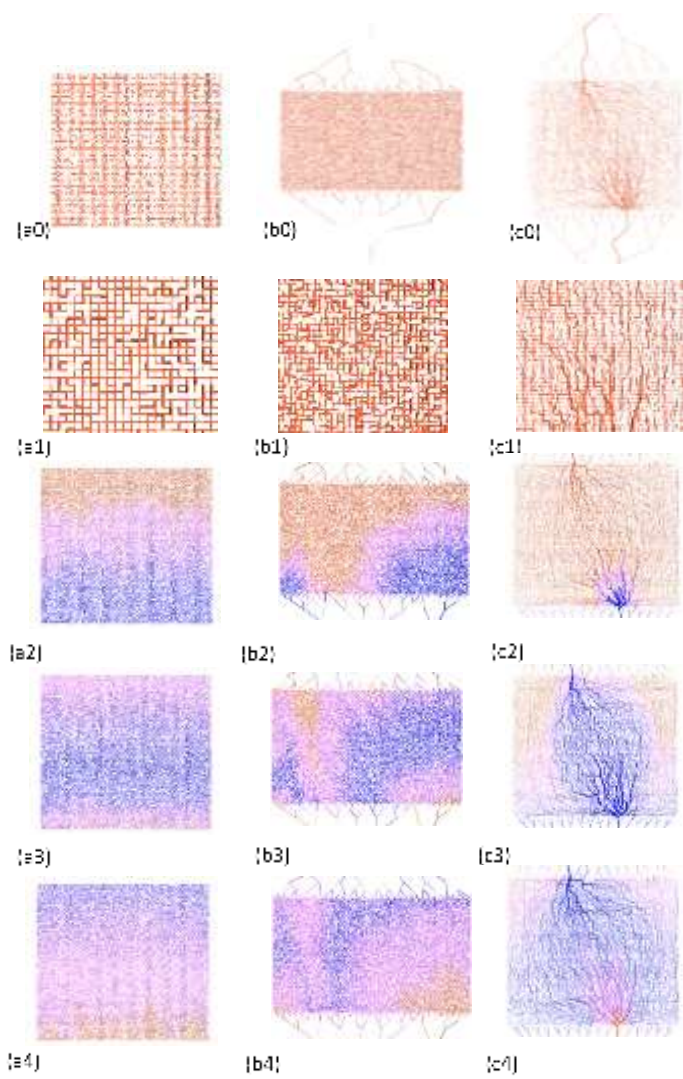 (a0)
(b0)
(c0)
(a1)
(b1)
(c1)
(a2)
(b2)
(c2)
(a3)
(b3)
(c3)
(a4)
(b4)
(c4)